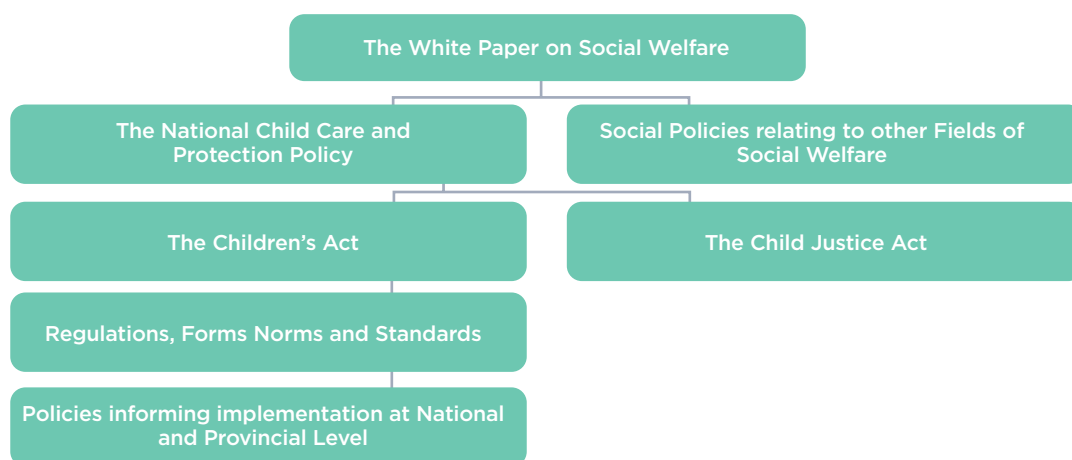 The White Paper on Social Welfare
The National Child Care and
Protection Policy
Social Policies relating to other Fields of
Social Welfare
The Children’s Act
The Child Justice Act
Regulations, Forms Norms and Standards
Policies informing implementation at National
and Provincial Level